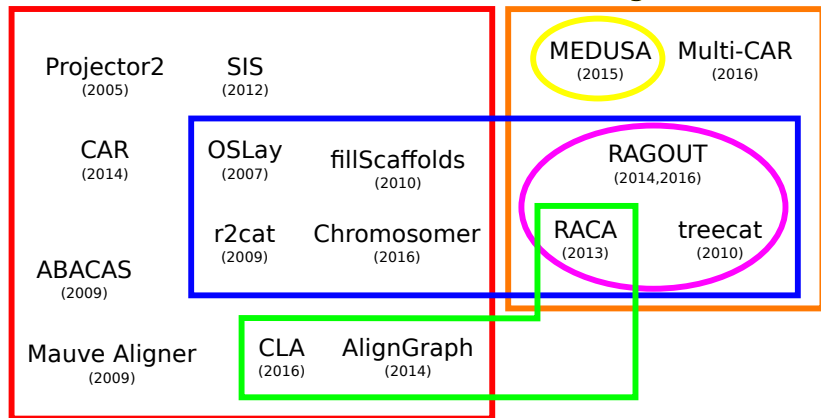 MEDUSA
(2015)
Multi-CAR
(2016)
Projector2
(2005)
SIS
(2012)
CAR
(2014)
OSLay
(2007)
fillScaffolds
(2010)
RAGOUT
(2014,2016)
r2cat
(2009)
Chromosomer
(2016)
RACA
(2013)
treecat
(2010)
ABACAS
(2009)
Mauve Aligner
(2009)
CLA
(2016)
AlignGraph
(2014)